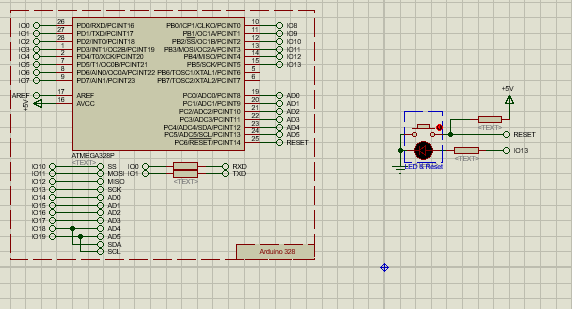 IO0 26 PD0/RXD/PCINT16 PB0/ICP1/CLKO/PCINT0 10 IO8
IO1 27 PD1/TXD/PCINT17 PB1/OC1A/PCINT1 11 IO9
IO2 28 PD2/INT0/PCINT18 PB2/SS/OC1B/PCINT2 12 IO10
IO3 1 PD3/INT1/OC2B/PCINT19 PB3/MOSI/OC2A/PCINT3 13 IO11
IO4 2 PD4/T0/XCK/PCINT20 PB4/MISO/PCINT4 14 IO12
IO5 7 PD5/T1/OC0B/PCINT21 PB5/SCK/PCINT5 15 IO13
IO6 8 PD6/AIN0/OC0A/PCINT22 PB6/TOSC1/XTAL1/PCINT6 5
IO7 9 PD7/AIN1/PCINT23 PB7/TOSC2/XTAL2/PCINT7 6
AREF 17 AREF PC0/ADC0/PCINT8 19 AD0
+5V 16 AVCC PC1/ADC1/PCINT9 20 AD1
PC2/ADC2/PCINT10 21 AD2
PC3/ADC3/PCINT11 22 AD3
PC4/ADC4/SDA/PCINT12 23 AD4
PC5/ADC5/SCL/PCINT13 24 AD5
PC6/RESET/PCINT14 25 RESET
ATMEGA328P
<TEXT>
IO10 SS
IO11 MOSI
IO12 MISO
IO13 SCK
IO14 AD0
IO15 AD1
IO16 AD2
IO17 AD3
IO18 AD4
IO19 AD5
SDA
SCL
IO0 RXD
IO1 TXD
<TEXT>
Arduino 328
+5V
<TEXT>
RESET
IO13
<TEXT>
LED & Reset